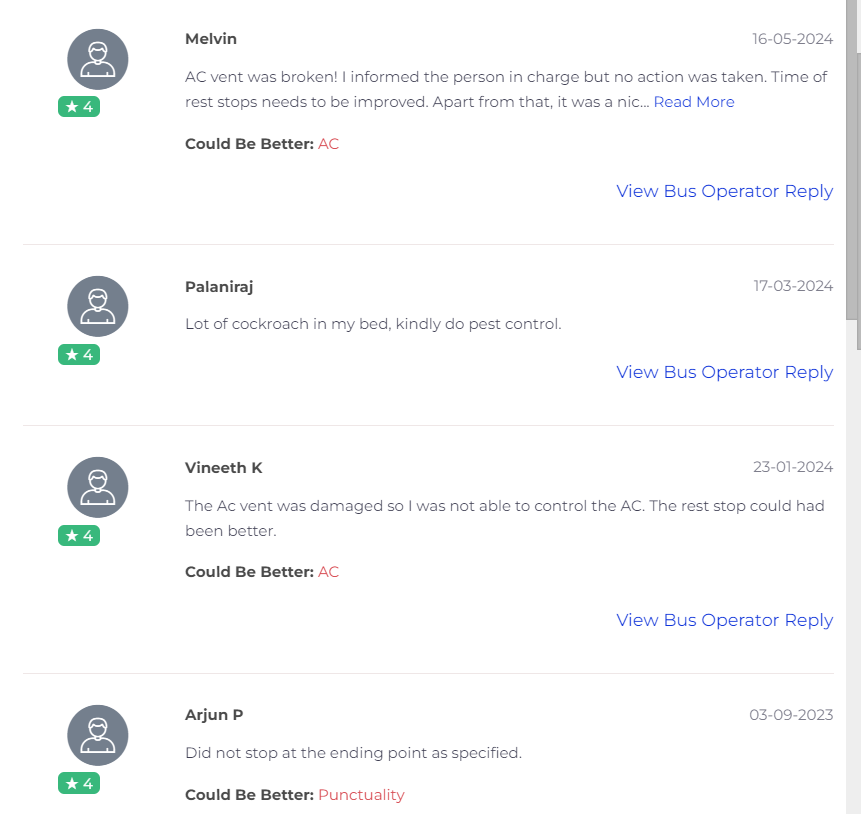 Melvin
16-05-2024
★ 4
AC vent was broken! I informed the person in charge but no action was taken. Time of
rest stops needs to be improved. Apart from that, it was a nic... Read More
Could Be Better: AC
View Bus Operator Reply
Palaniraj
17-03-2024
★ 4
Lot of cockroach in my bed, kindly do pest control.
View Bus Operator Reply
Vineeth K
23-01-2024
★ 4
The Ac vent was damaged so I was not able to control the AC. The rest stop could had
been better.
Could Be Better: AC
View Bus Operator Reply
Arjun P
03-09-2023
★ 4
Did not stop at the ending point as specified.
Could Be Better: Punctuality